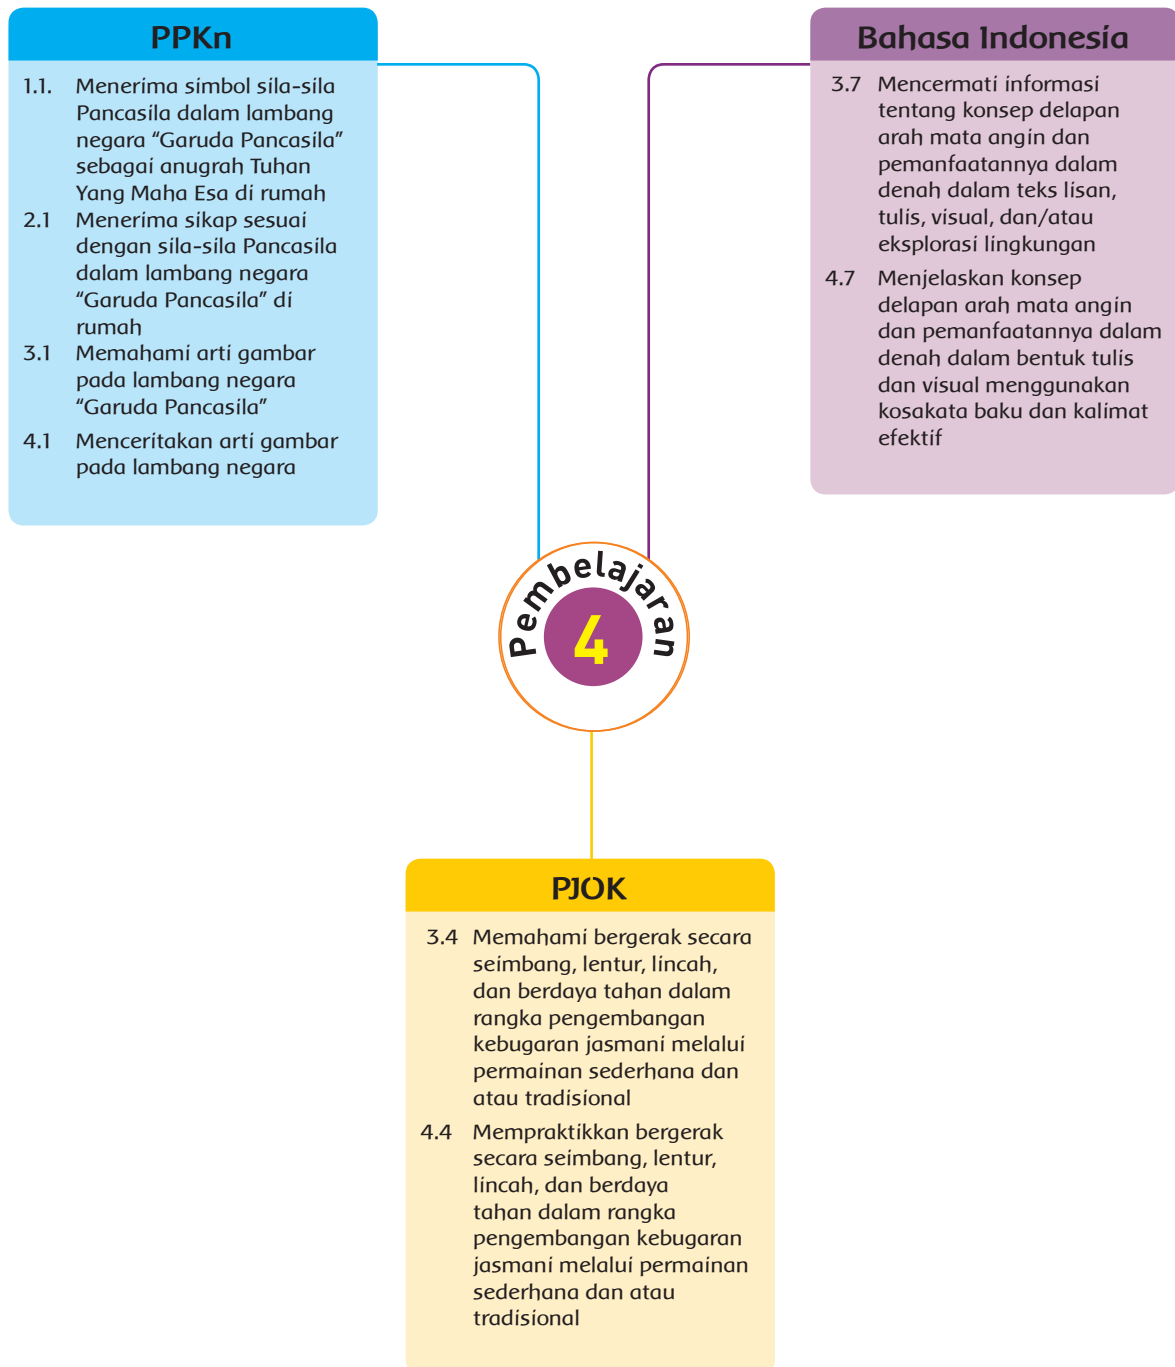 PPKn
1.1. Menerima simbol sila-sila
Pancasila dalam lambang
negara “Garuda Pancasila”
sebagai anugrah Tuhan
Yang Maha Esa di rumah
2.1 Menerima sikap sesuai
dengan sila-sila Pancasila
dalam lambang negara
“Garuda Pancasila” di
rumah
3.1 Memahami arti gambar
pada lambang negara
“Garuda Pancasila”
4.1 Menceritakan arti gambar
pada lambang negara
Bahasa Indonesia
3.7 Mencermati informasi
tentang konsep delapan
arah mata angin dan
pemanfaatannya dalam
denah dalam teks lisan,
tulis, visual, dan/atau
eksplorasi lingkungan
4.7 Menjelaskan konsep
delapan arah mata angin
dan pemanfaatannya dalam
denah dalam bentuk tulis
dan visual menggunakan
kosakata baku dan kalimat
efektif
Pembelajaran
4
PJOK
3.4 Memahami bergerak secara
seimbang, lentur, lincah,
dan berdaya tahan dalam
rangka pengembangan
kebugaran jasmani melalui
permainan sederhana dan
atau tradisional
4.4 Mempraktikkan bergerak
secara seimbang, lentur,
lincah, dan berdaya
tahan dalam rangka
pengembangan kebugaran
jasmani melalui permainan
sederhana dan atau
tradisional